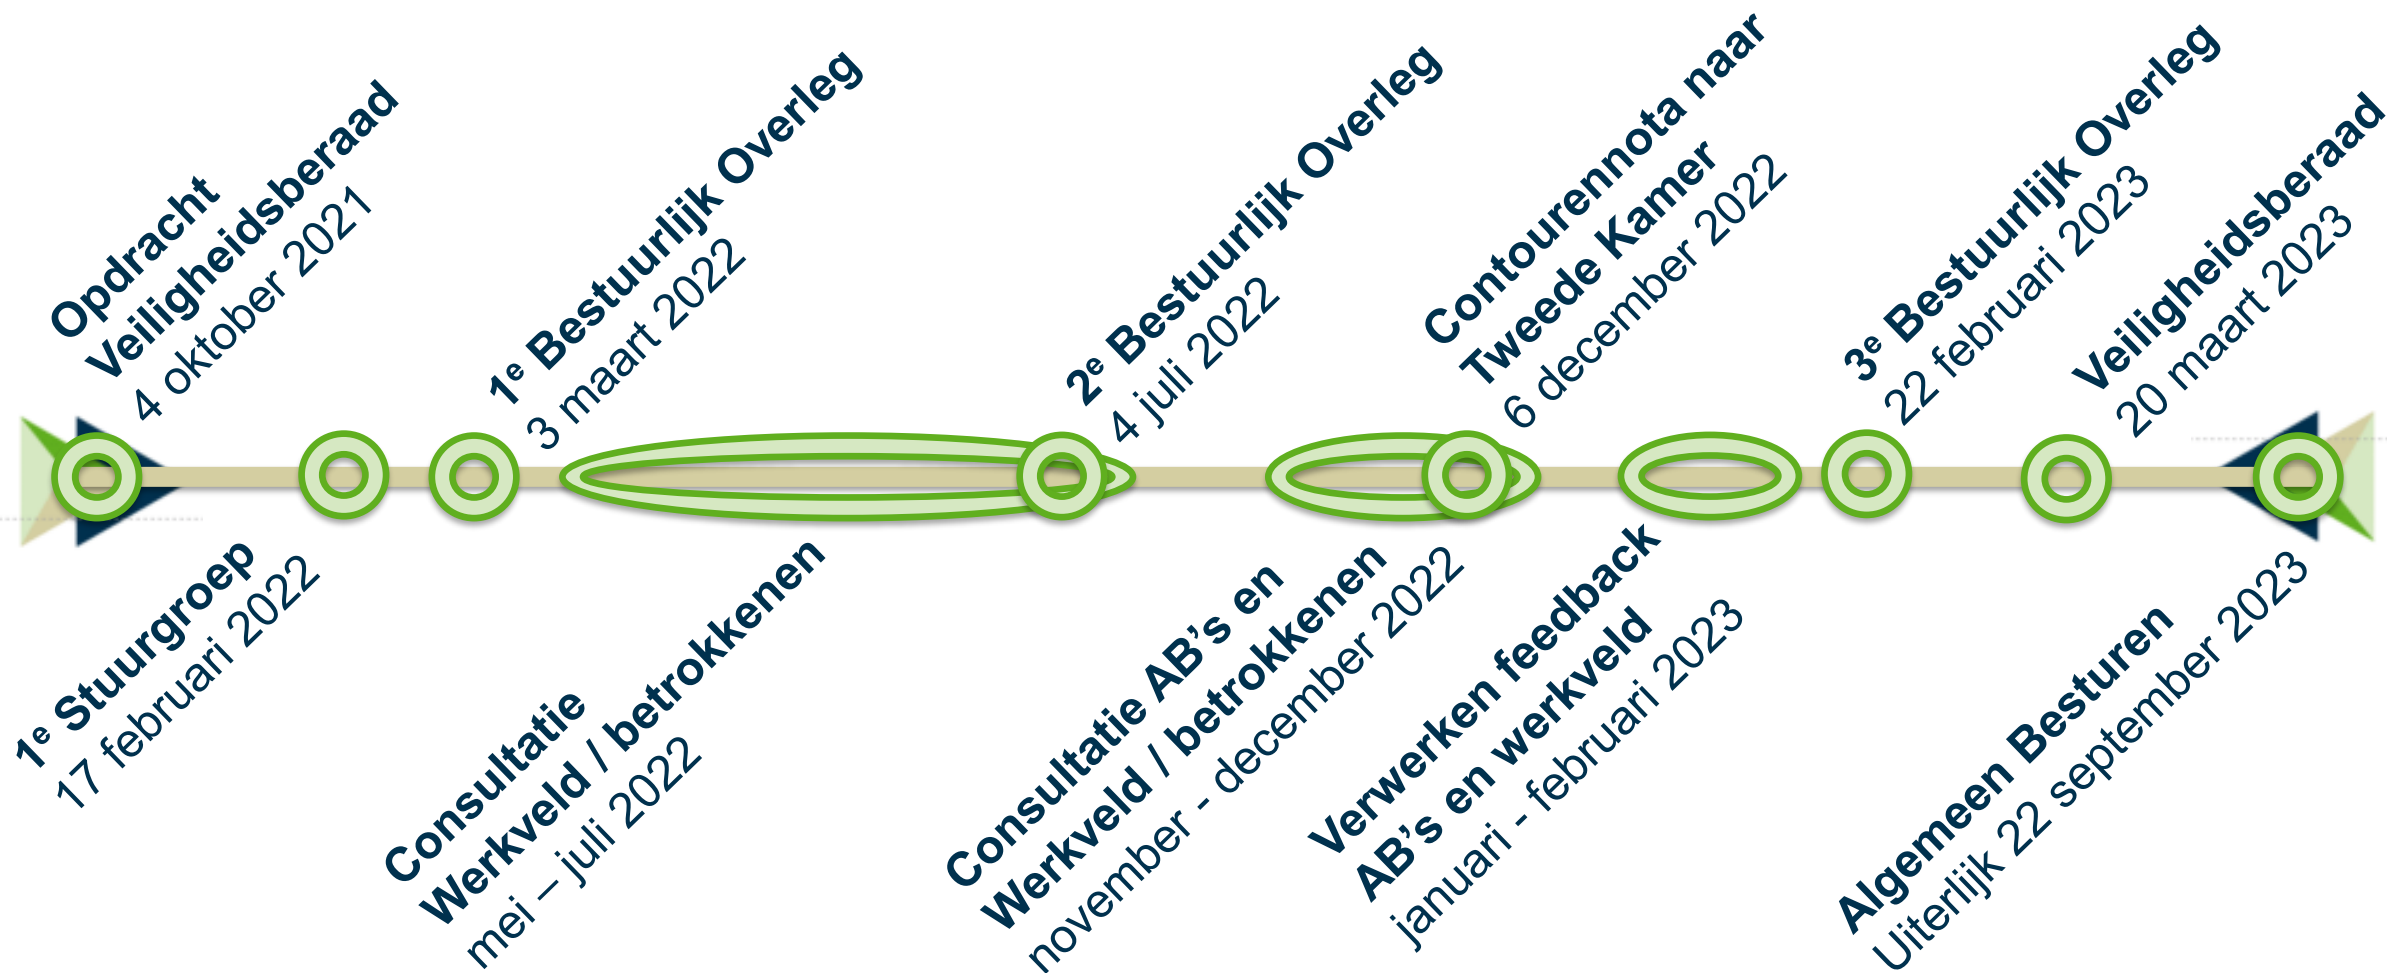 Opdracht
Veiligheidsberaad
4 oktober 2021
1e Bestuurlijk Overleg
3 maart 2022
2e Bestuurlijk Overleg
4 juli 2022
Contourennota naar
Tweede Kamer
6 december 2022
3e Bestuurlijk Overleg
22 februari 2023
Veiligheidsberaad
20 maart 2023
1e Stuurgroep
17 februari 2022
Consultatie
Werkveld / betrokkenen
mei – juli 2022
Consultatie AB’s en
Werkveld / betrokkenen
november - december 2022
Verwerken feedback
AB’s en werkveld
januari - februari 2023
Algemeen Besturen
Uiterlijk 22 september 2023